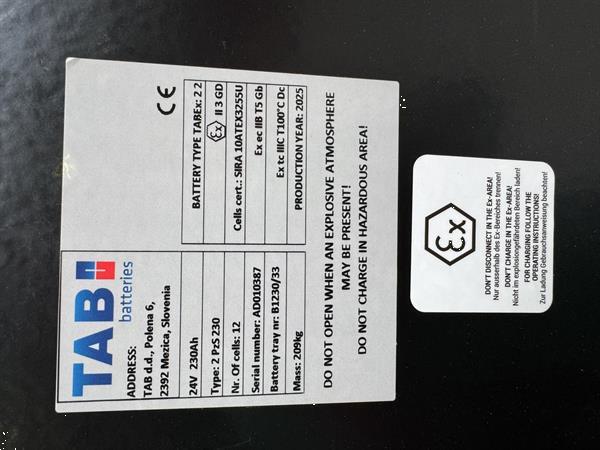 TAB
batteries
ADDRESS:
TAB d.d., Polena 6,
2392 Mezica, Slovenia
CE
24V 230Ah
Type: 2 PzS 230
Nr. Of cells: 12
Serial number: AD010387
Battery tray nr: B1230/33
Mass: 209kg
BATTERY TYPE TABEx: 2 2
Ex II 3 GD
Cells cert.: SIRA 10ATEX3255U
Ex ec IIB T5 Gb
Ex tc IIIC T100°C Dc
PRODUCTION YEAR: 2025
DO NOT OPEN WHEN AN EXPLOSIVE ATMOSPHERE
MAY BE PRESENT!
DO NOT CHARGE IN HAZARDOUS AREA!
Ex
DON'T DISCONNECT IN THE Ex-AREA!
Nur ausserhalb des Ex-Bereiches trennen!
DON'T CHARGE IN THE Ex-AREA!
Nicht im explosiongefährdeten Bereich laden!
FOR CHARGING FOLLOW THE
OPERATING INSTRUCTIONS!
Zur Ladung Gebrauchsanweisung beachten!